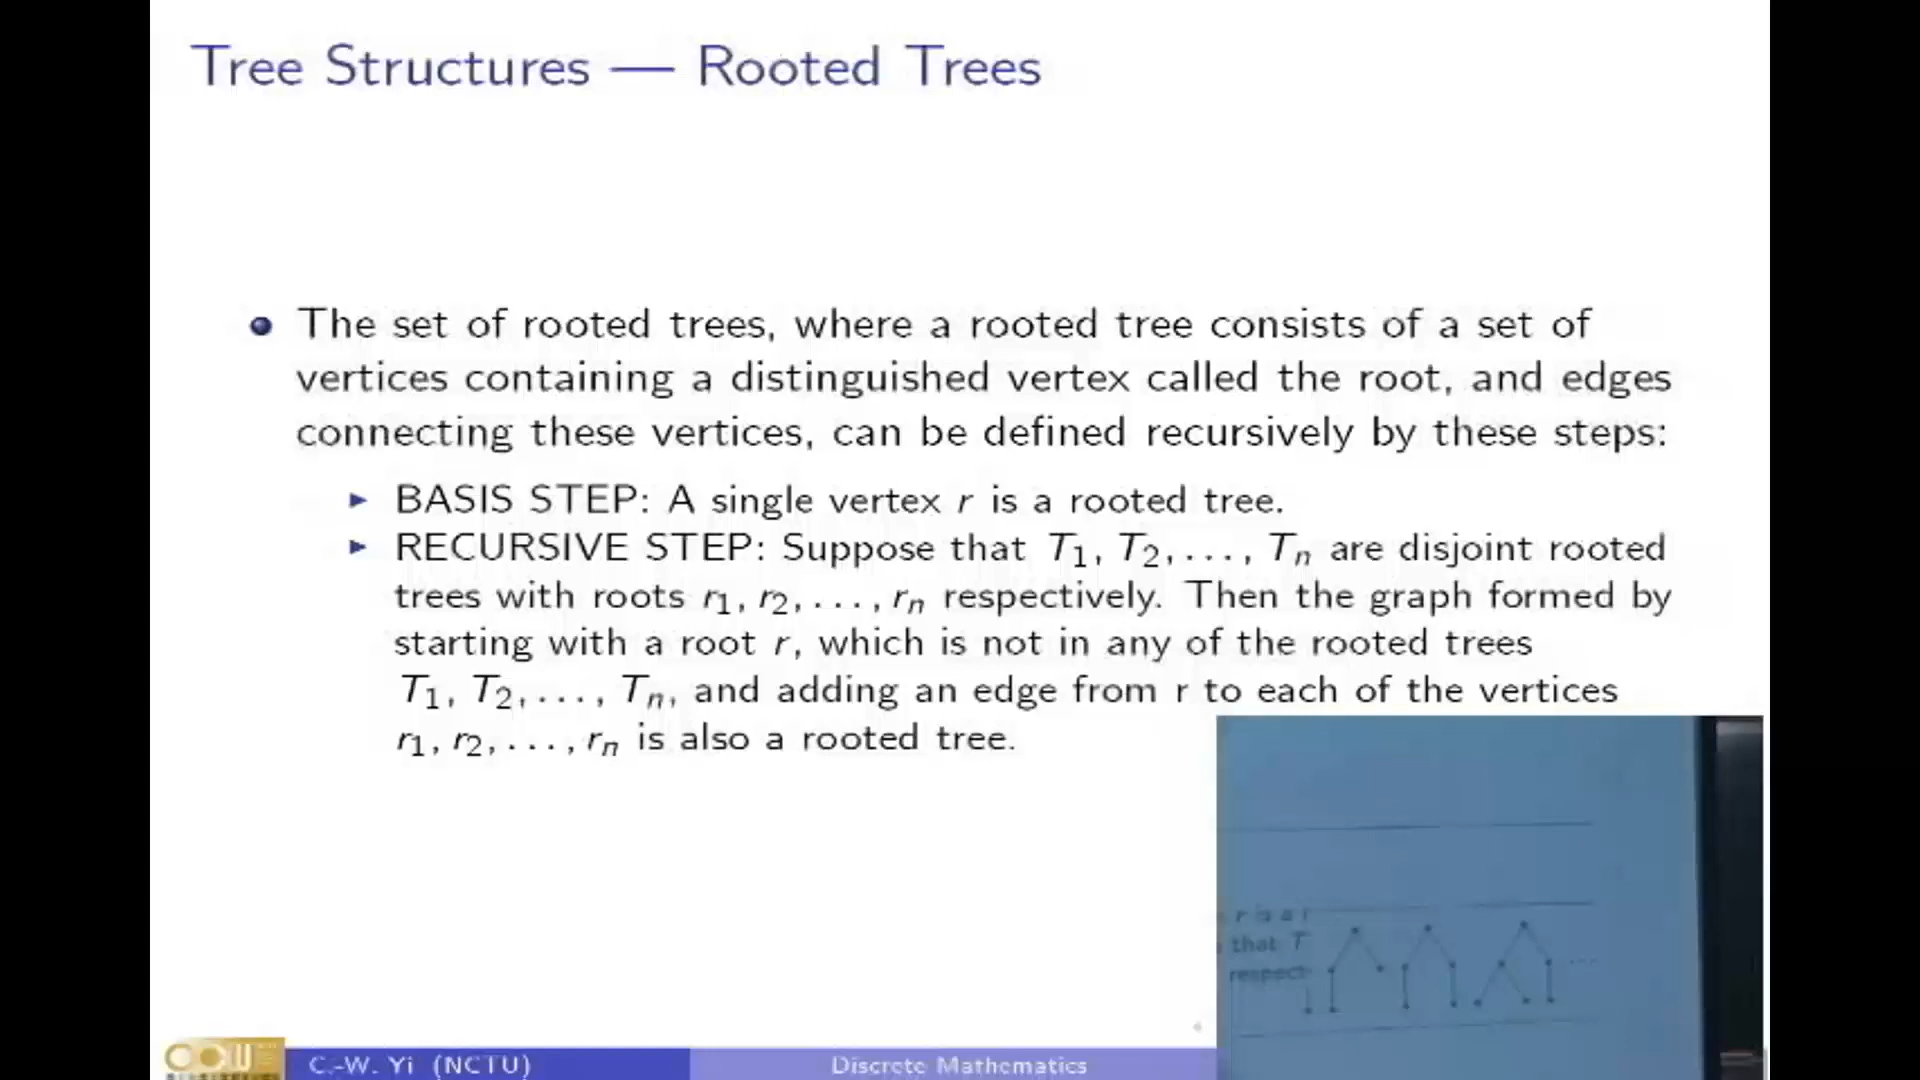 Tree Structures — Rooted Trees
The set of rooted trees, where a rooted tree consists of a set of
vertices containing a distinguished vertex called the root, and edges
connecting these vertices, can be defined recursively by these steps:
BASIS STEP: A single vertex r is a rooted tree.
RECURSIVE STEP: Suppose that T₁, T₂, . . . , Tₙ are disjoint rooted
trees with roots r₁, r₂, . . . , rₙ respectively. Then the graph formed by
starting with a root r, which is not in any of the rooted trees
T₁, T₂, . . . , Tₙ, and adding an edge from r to each of the vertices
r₁, r₂, . . . , rₙ is also a rooted tree.
r is a r
that T
respect
C.-W. Yi (NCTU)
Discrete Mathematics